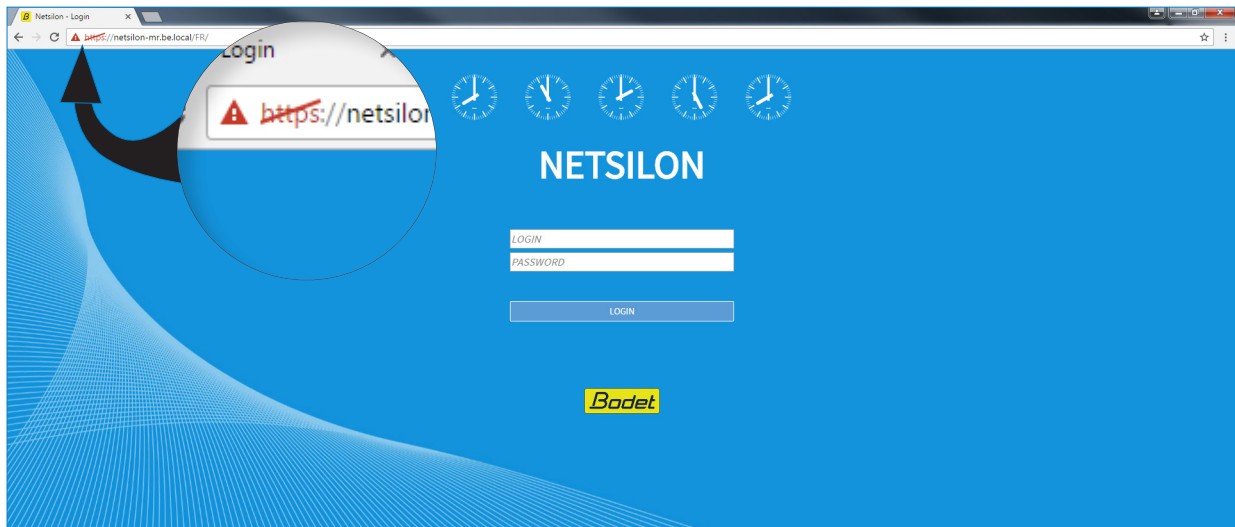 Netsilon - Login
https://netsilon-mr.be.local/FR/
Login
https://netsilon
NETSILON
LOGIN
PASSWORD
LOGIN
Bodet